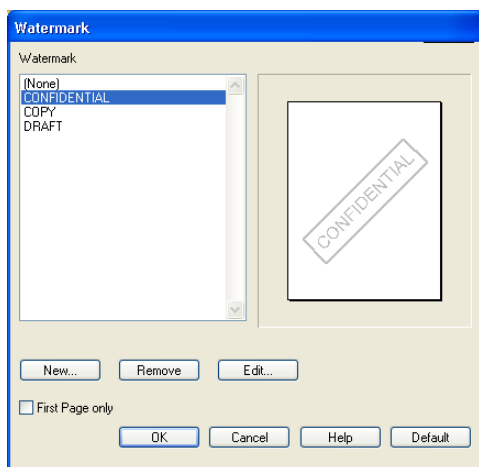 Watermark
Watermark
(None)
CONFIDENTIAL
COPY
DRAFT
CONFIDENTIAL
New... Remove Edit...
First Page only
OK Cancel Help Default